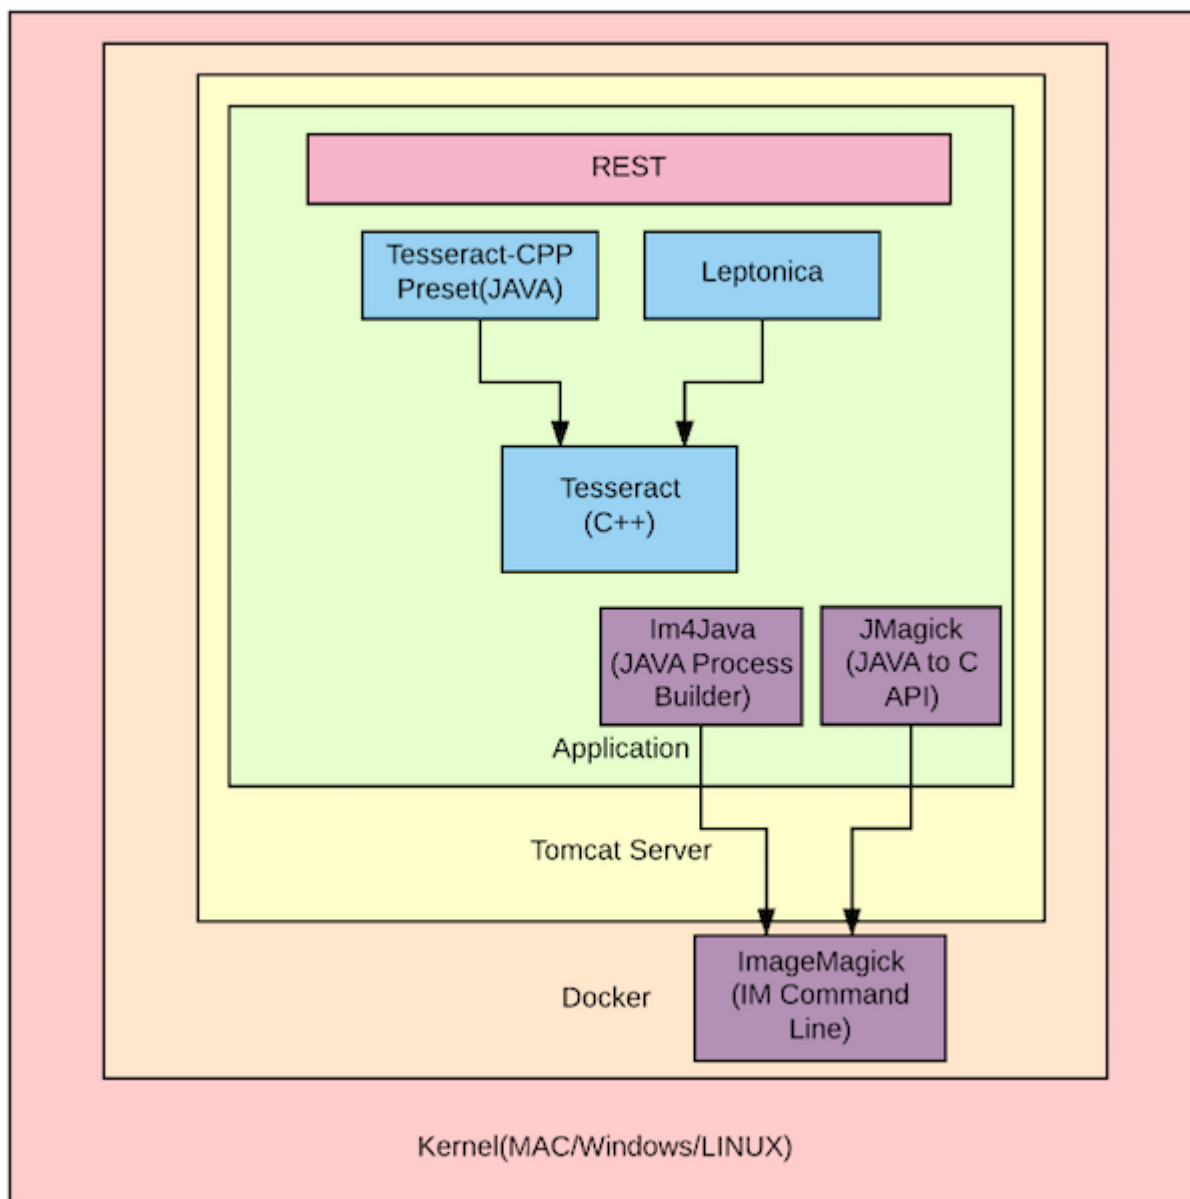 REST
Tesseract-CPP
Preset(JAVA)
Leptonica
Tesseract
(C++)
Im4Java
(JAVA Process
Builder)
JMagick
(JAVA to C
API)
Application
Tomcat Server
ImageMagick
(IM Command
Line)
Docker
Kernel(MAC/Windows/LINUX)